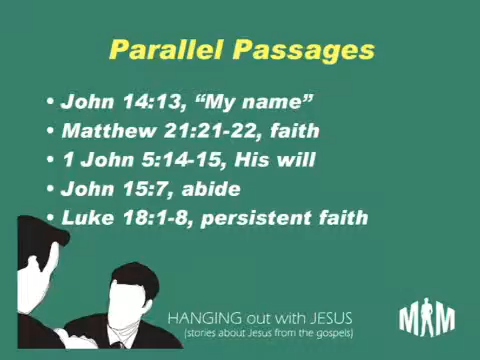 Parallel Passages
• John 14:13, “My name”
• Matthew 21:21-22, faith
• 1 John 5:14-15, His will
• John 15:7, abide
• Luke 18:1-8, persistent faith
HANGING out with JESUS
(stories about Jesus from the gospels)
M M